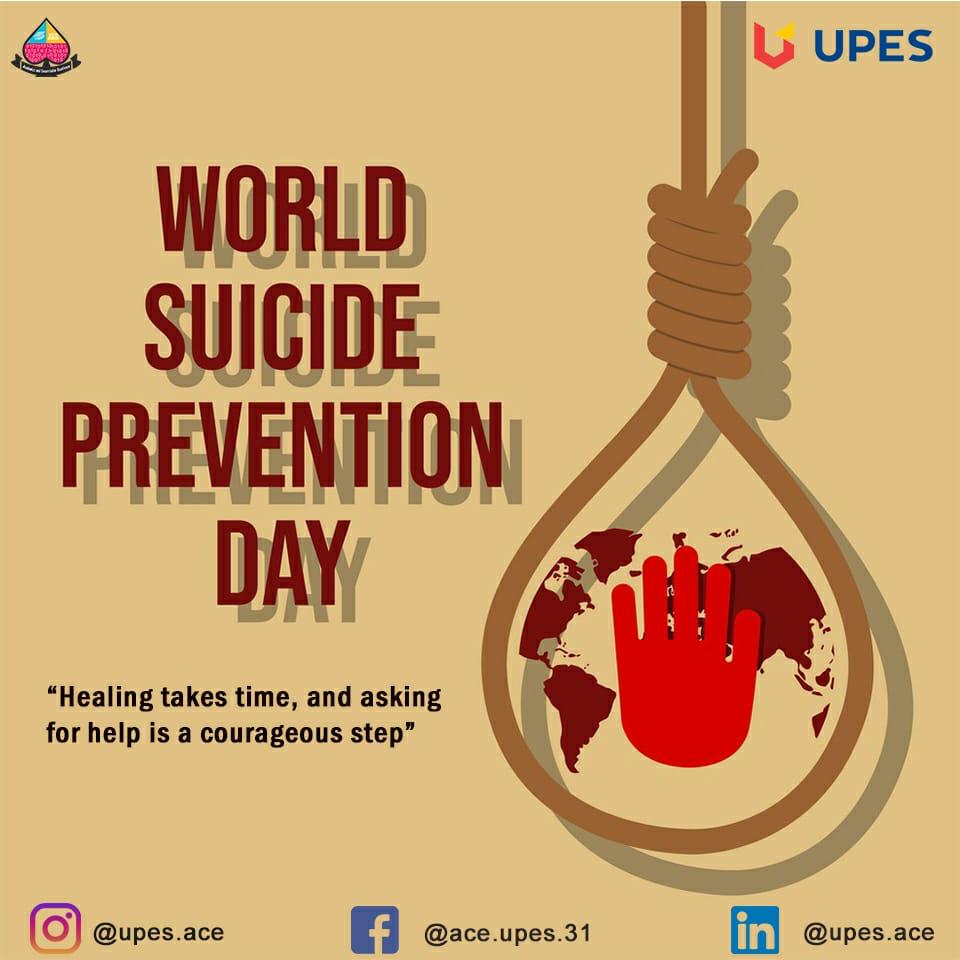 UPES
WORLD
SUICIDE
PREVENTION
DAY
“Healing takes time, and asking
for help is a courageous step”
@upes.ace
@ace.upes.31
in
@upes.ace